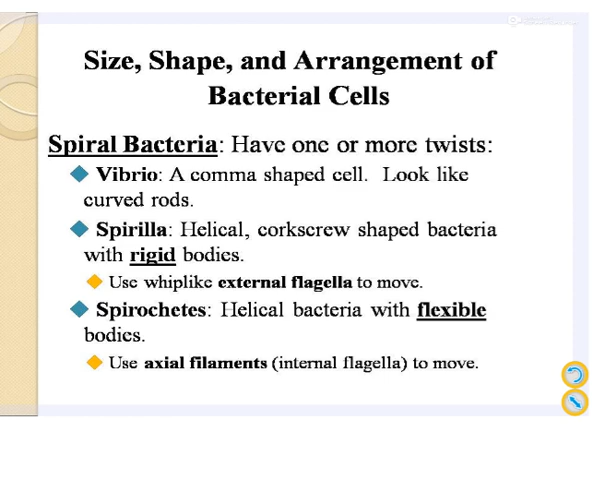 Size, Shape, and Arrangement of
Bacterial Cells
Spiral Bacteria: Have one or more twists:
Vibrio: A comma shaped cell. Look like
curved rods.
Spirilla: Helical, corkscrew shaped bacteria
with rigid bodies.
Use whiplike external flagella to move.
Spirochetes: Helical bacteria with flexible
bodies.
Use axial filaments (internal flagella) to move.